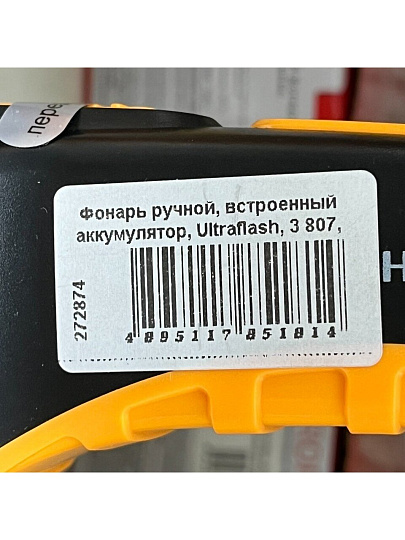 Фонарь ручной, встроенный
аккумулятор, Ultraflash, 3 807,
272874
4895117851814
пере
Н